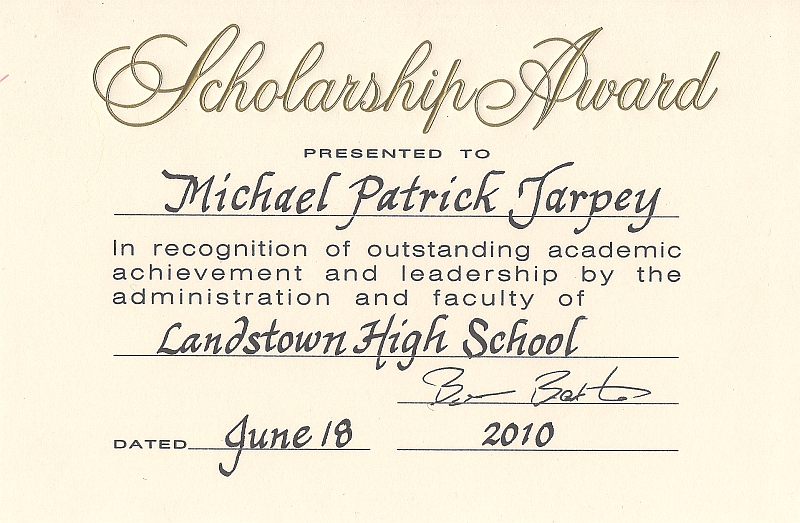 Scholarship Award
PRESENTED TO
Michael Patrick Tarpey
In recognition of outstanding academic
achievement and leadership by the
administration and faculty of
Landstown High School
DATED June 18 2010